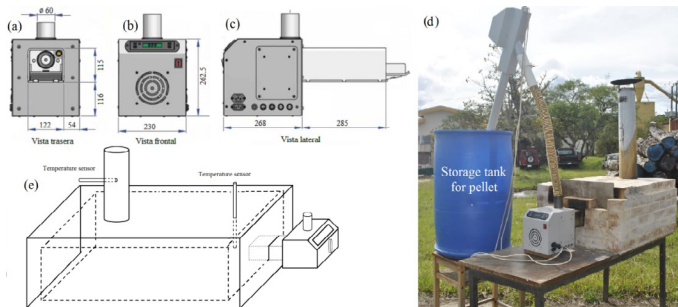 (a)
ø 60
115
116
122
54
Vista trasera
(b)
262.5
230
Vista frontal
(c)
268
285
Vista lateral
(d)
Storage tank
for pellet
(e)
Temperature sensor
Temperature sensor